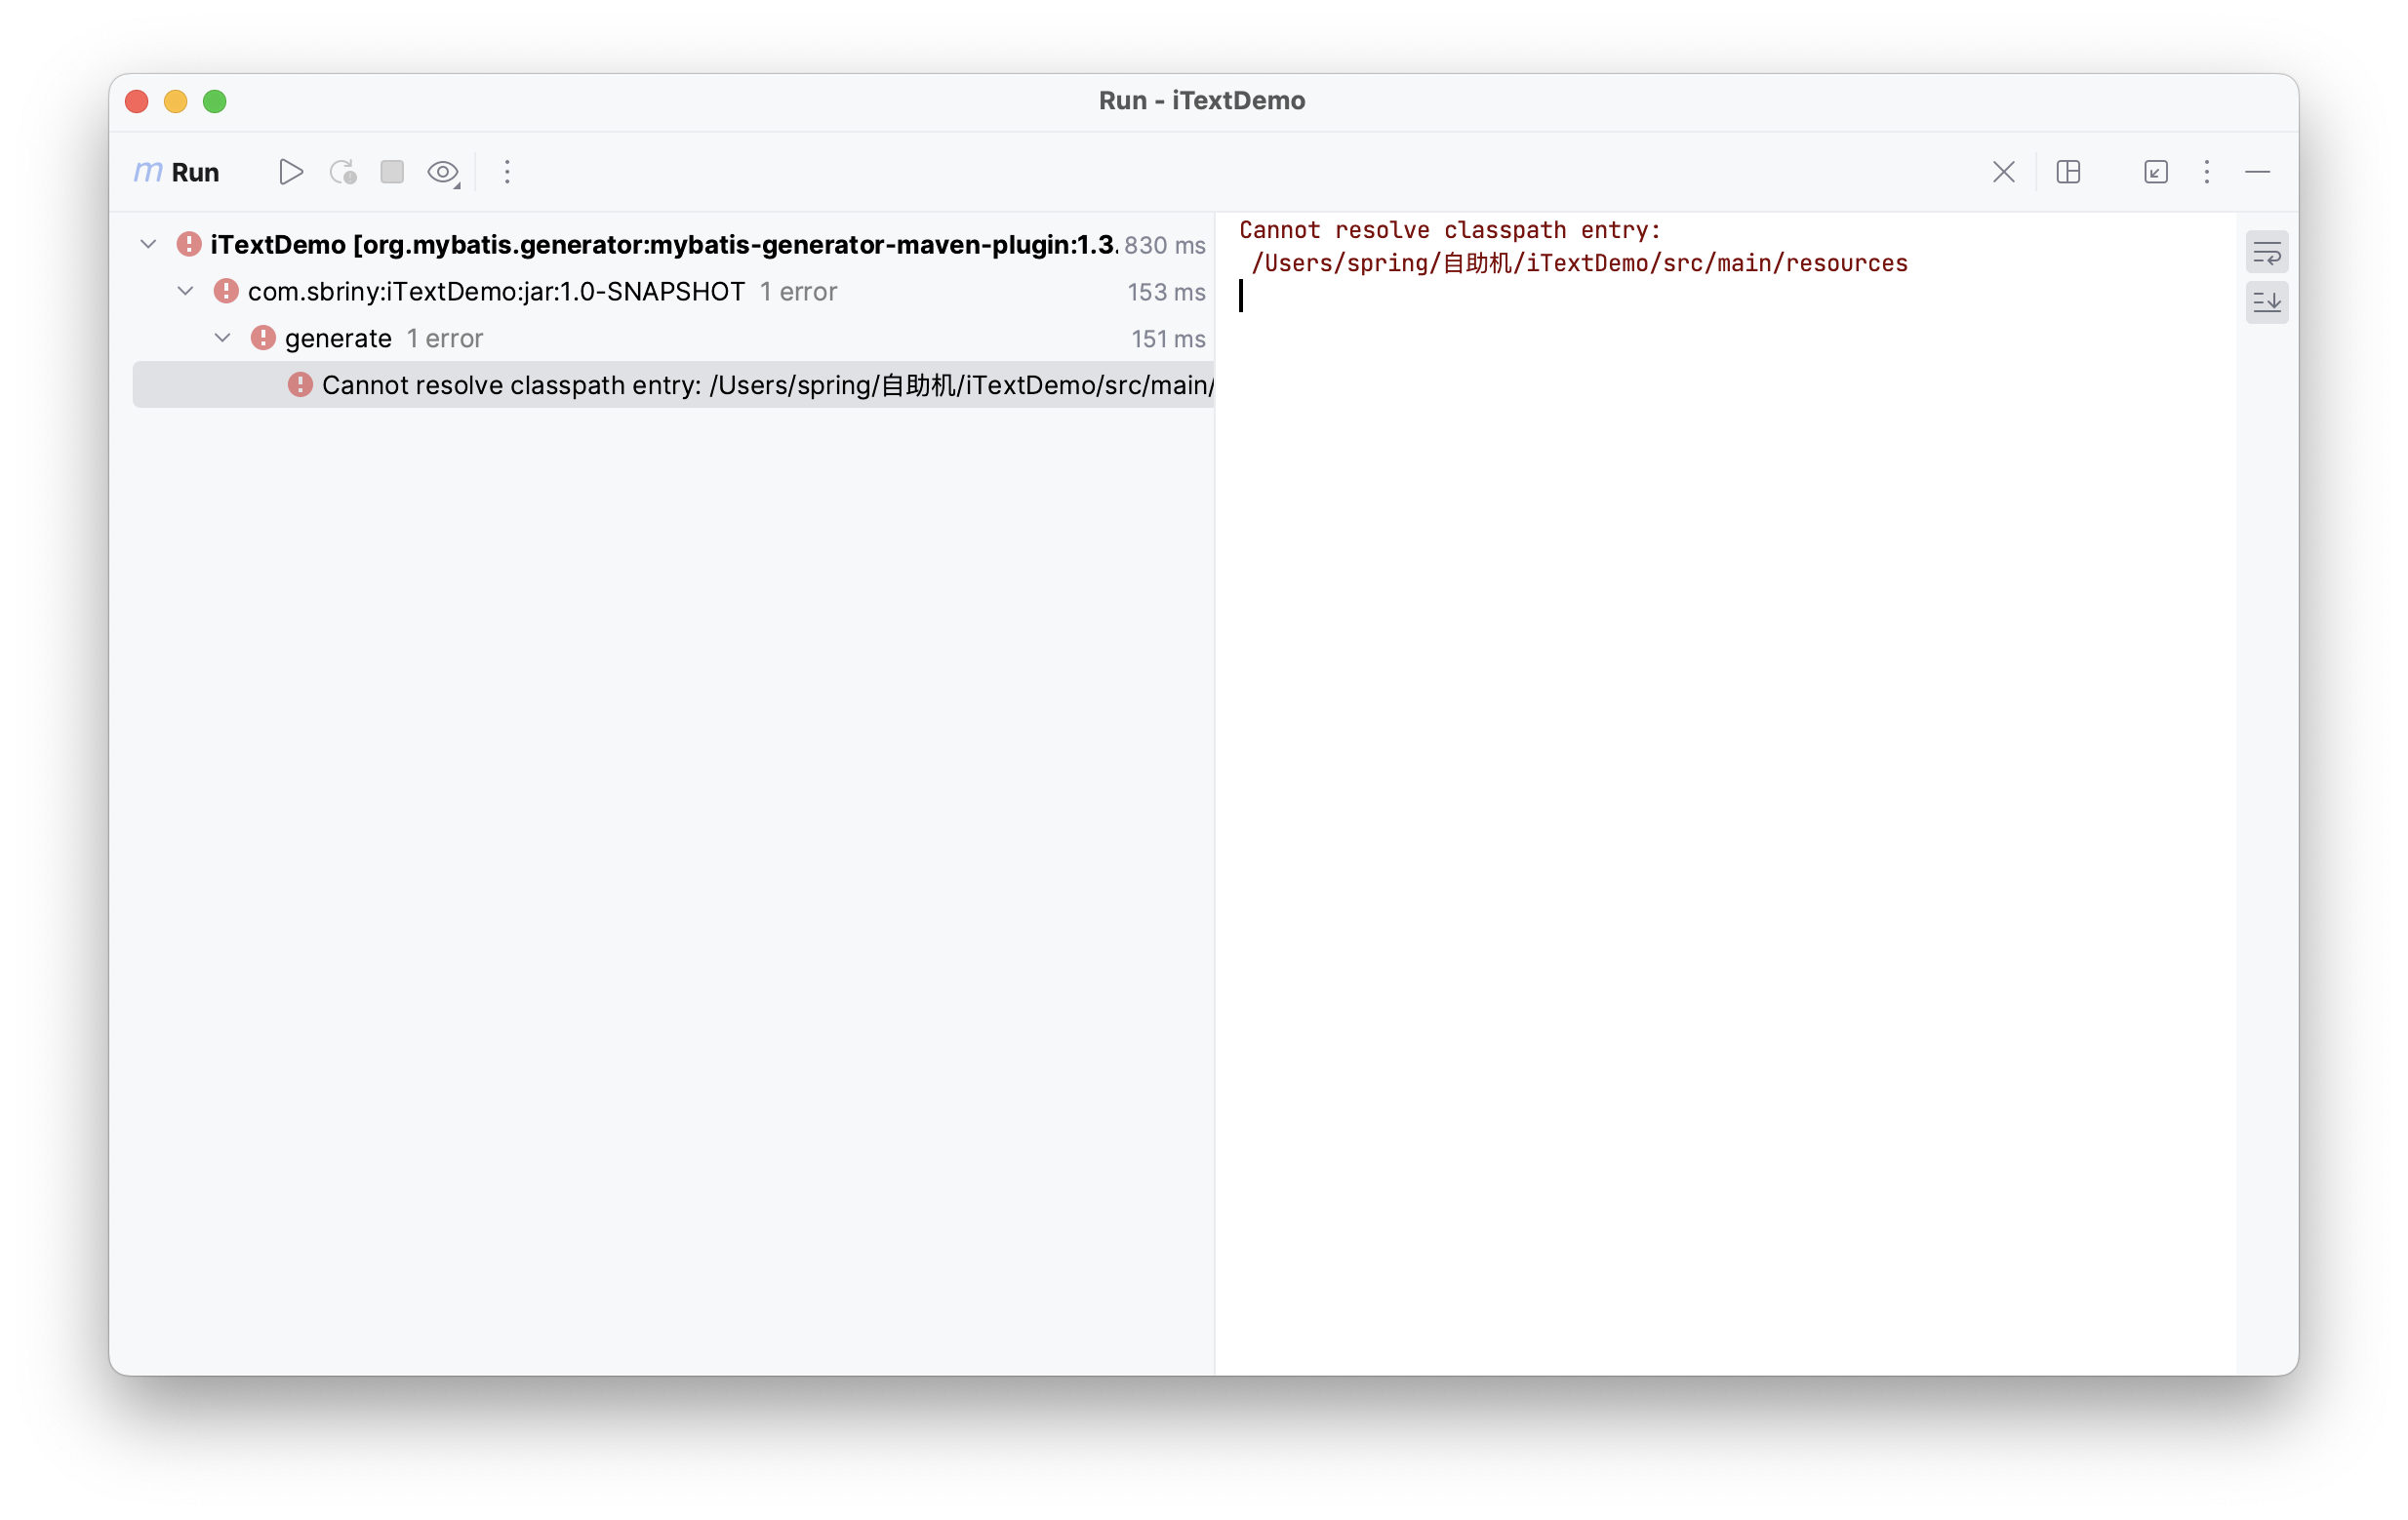 Run - iTextDemo
m Run
iTextDemo [org.mybatis.generator:mybatis-generator-maven-plugin:1.3. 830 ms
com.sbriny:iTextDemo:jar:1.0-SNAPSHOT 1 error 153 ms
generate 1 error 151 ms
Cannot resolve classpath entry: /Users/spring/自助机/iTextDemo/src/main/
Cannot resolve classpath entry:
/Users/spring/自助机/iTextDemo/src/main/resources